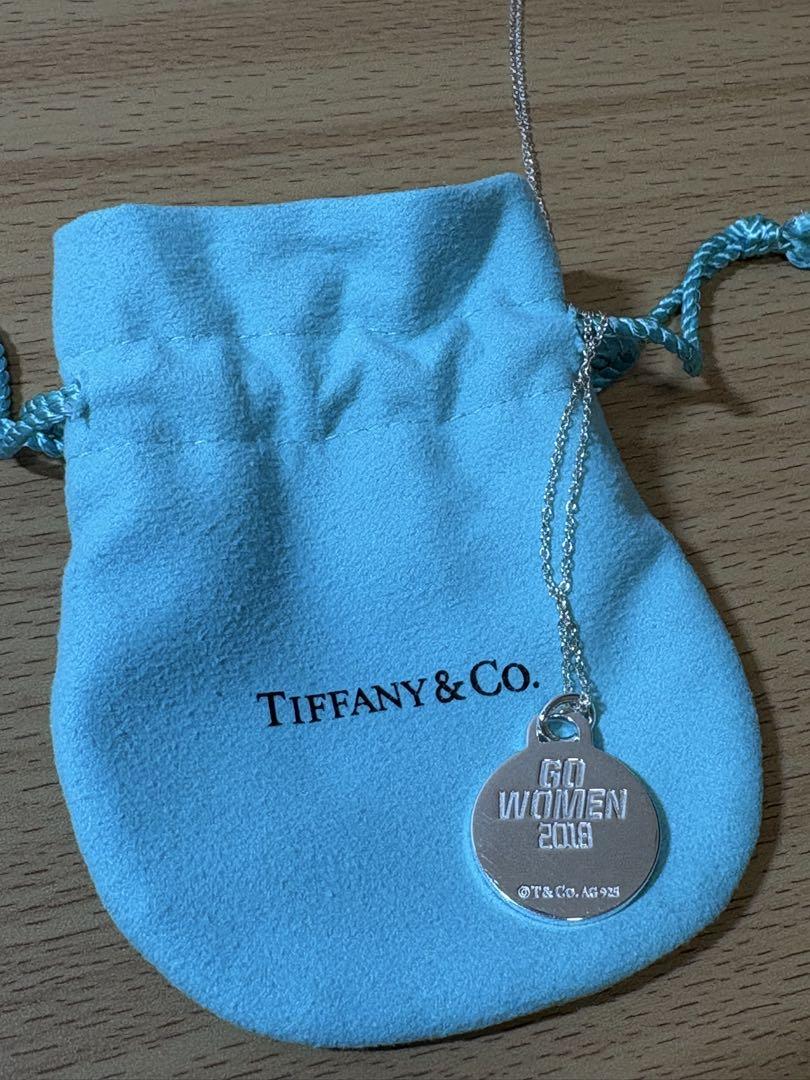 TIFFANY & CO.
GO
WOMEN
2018
©T & CO. AG 925